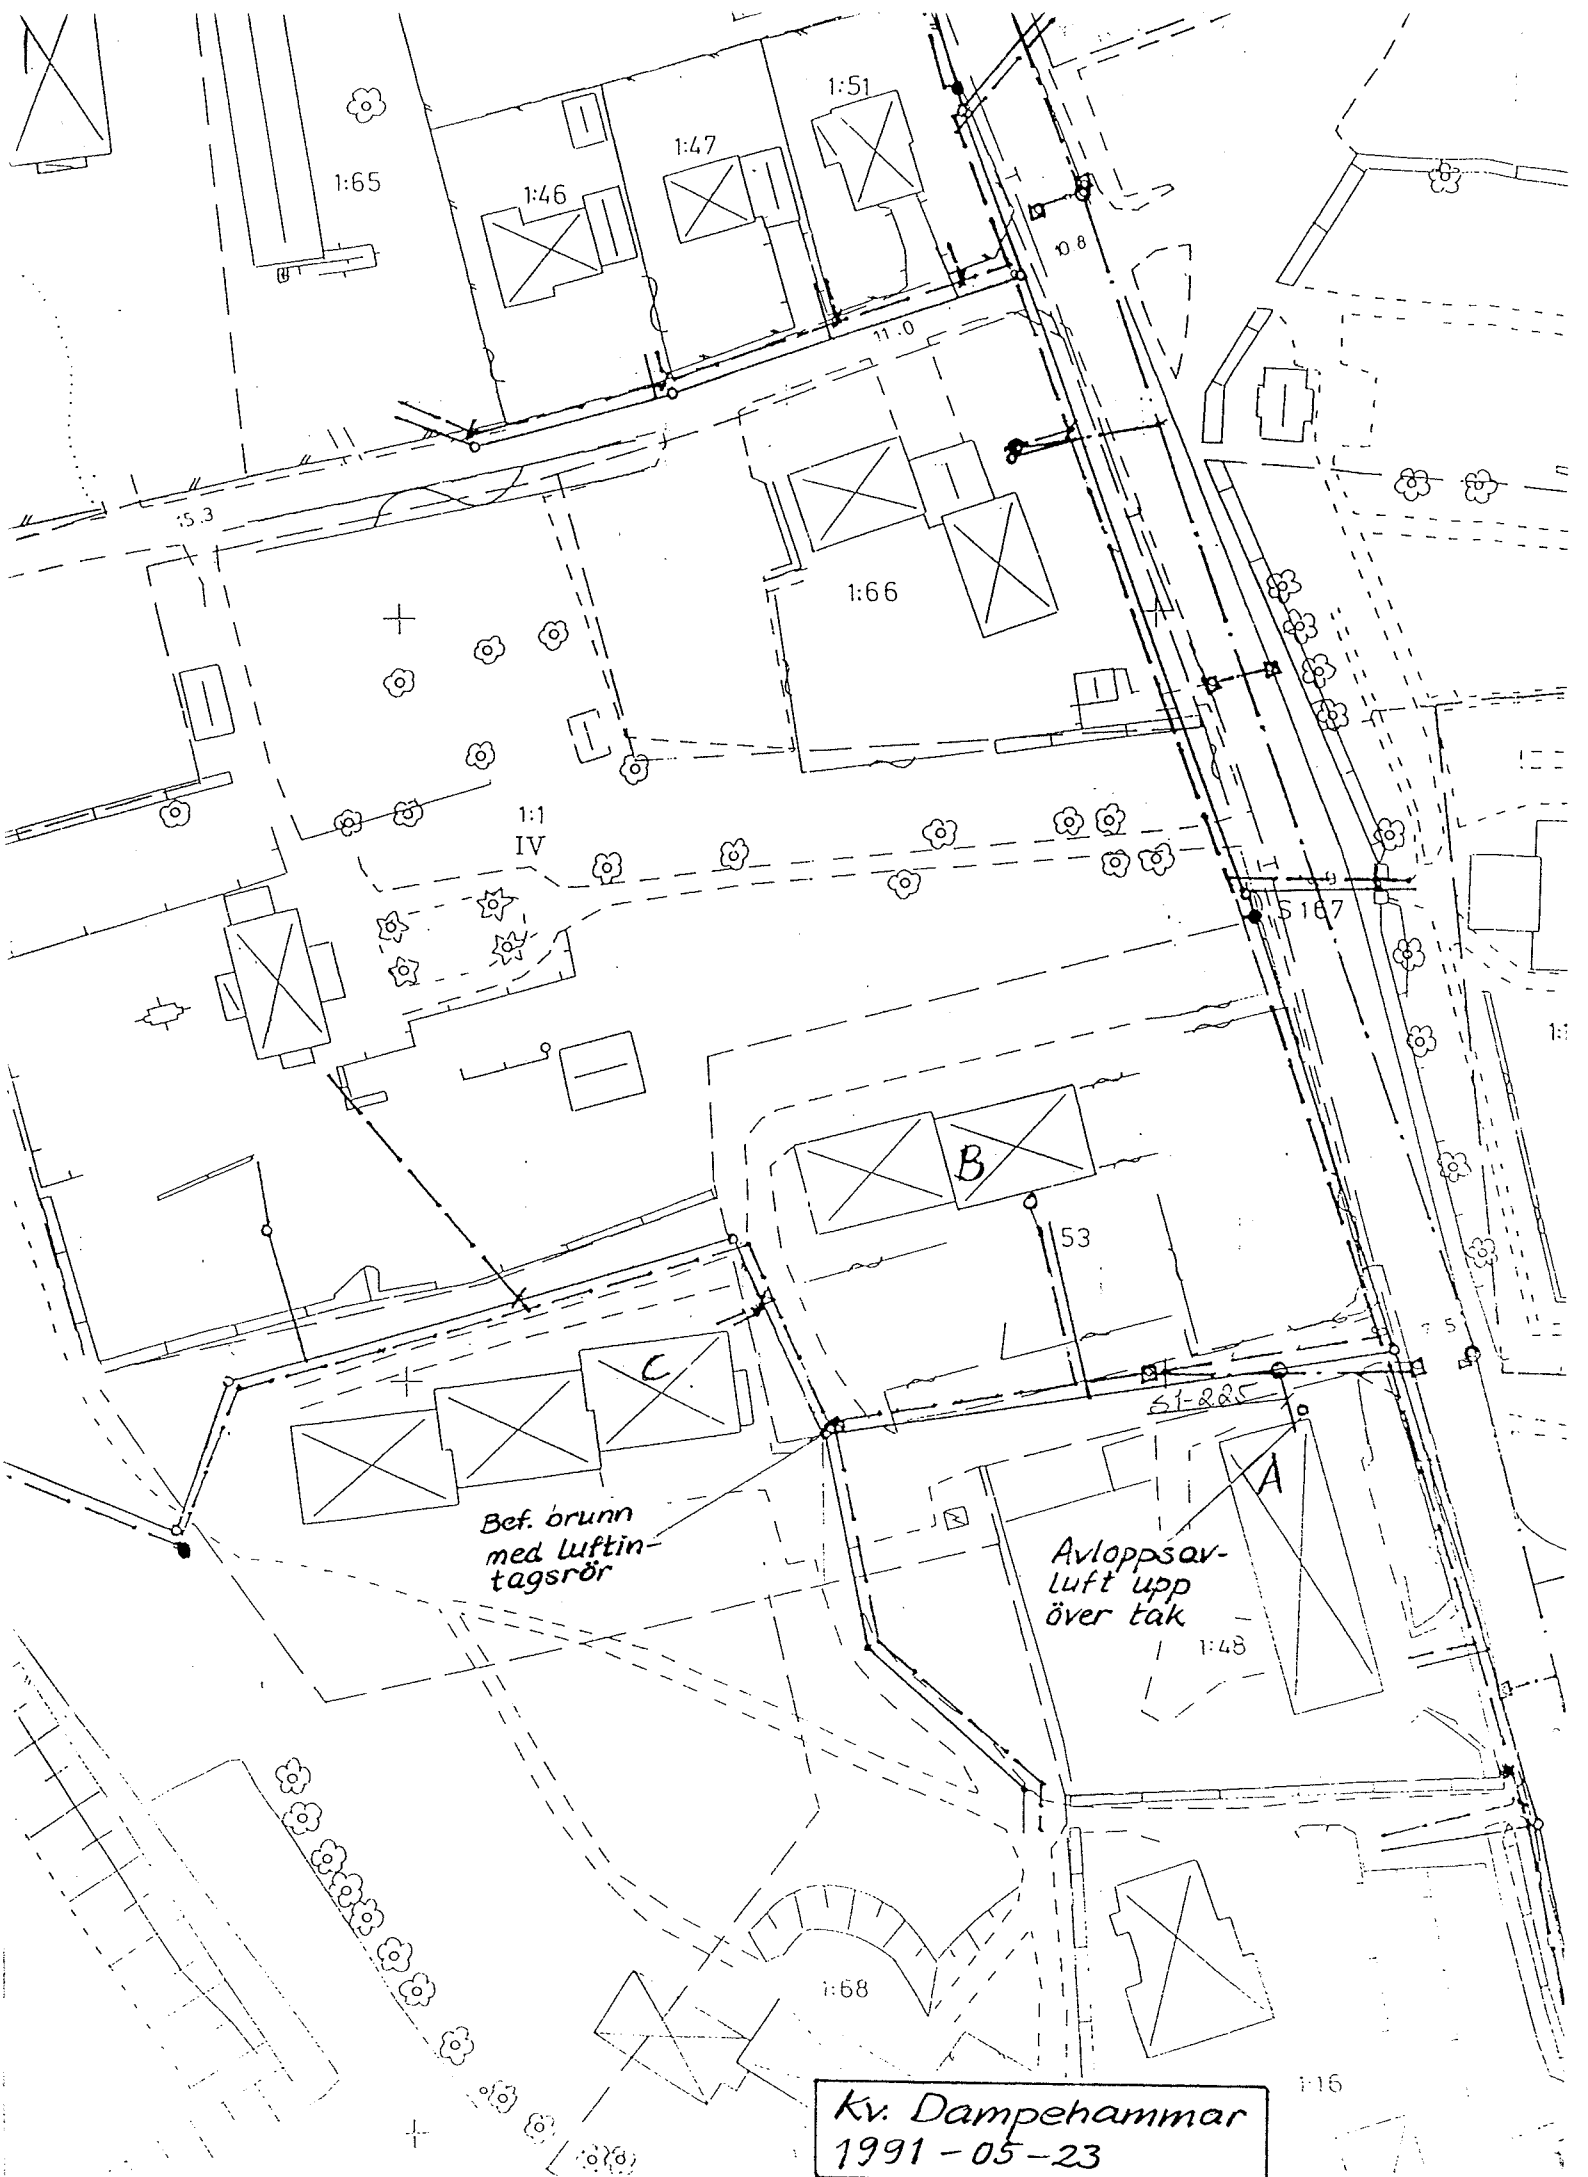 1:51
1:47
1:65
1:46
10.8
11.0
15.3
1:66
1:1
IV
S 167
B
53
C
S1-225
A
Bef. brunn
med luftin-
tagsrör
Avloppsav-
luft upp
över tak
1:48
1:68
1:16
Kv. Dampehammar
1991-05-23